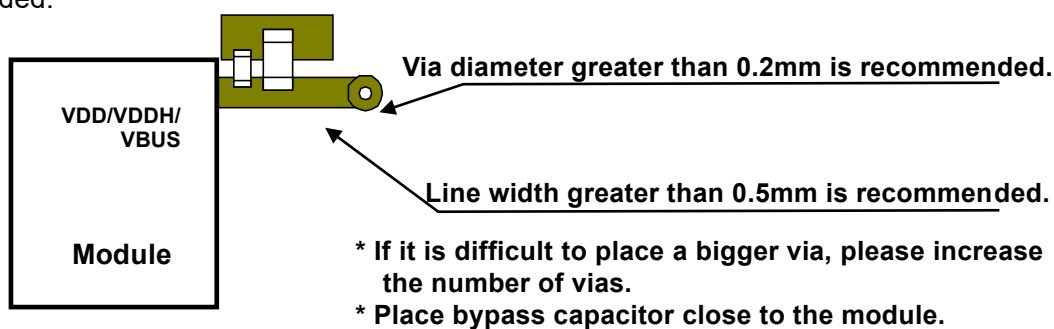 ded.
Via diameter greater than 0.2mm is recommended.
VDD/VDDH/
VBUS
Line width greater than 0.5mm is recommended.
Module
* If it is difficult to place a bigger via, please increase
the number of vias.
* Place bypass capacitor close to the module.